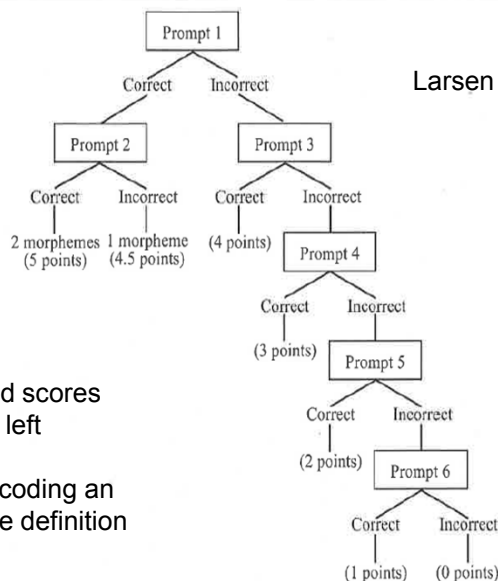 Prompt 1
Larsen
Correct Incorrect
Prompt 2 Prompt 3
Correct Incorrect Correct Incorrect
2 morphemes 1 morpheme (4 points)
(5 points) (4.5 points)
Prompt 4
Correct Incorrect
(3 points)
Prompt 5
d scores
left
Correct Incorrect
(2 points)
Prompt 6
coding an
e definition
Correct Incorrect
(1 points) (0 points)